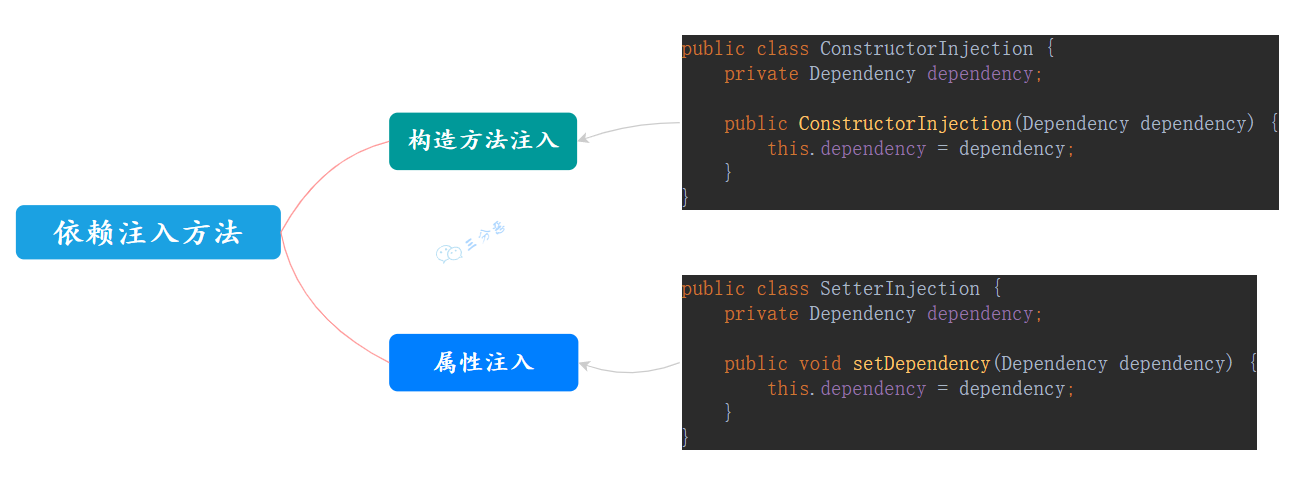 依赖注入方法
构造方法注入
属性注入
三分恶
public class ConstructorInjection {
    private Dependency dependency;
    public ConstructorInjection(Dependency dependency) {
        this.dependency = dependency;
    }
}
public class SetterInjection {
    private Dependency dependency;
    public void setDependency(Dependency dependency) {
        this.dependency = dependency;
    }
}